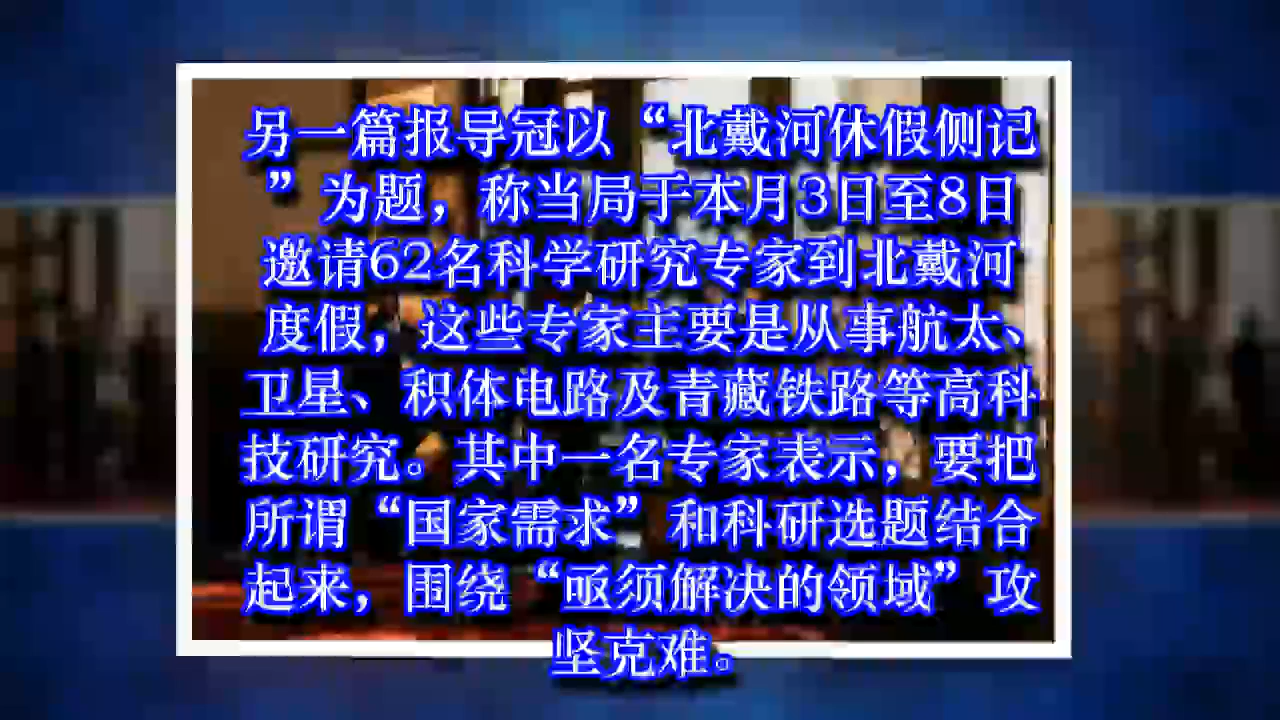 另一篇报导冠以“北戴河休假侧记
”为题，称当局于本月3日至8日
邀请62名科学研究专家到北戴河
度假，这些专家主要是从事航太、
卫星、积体电路及青藏铁路等高科
技研究。其中一名专家表示，要把
所谓“国家需求”和科研选题结合
起来，围绕“亟须解决的领域”攻
坚克难。